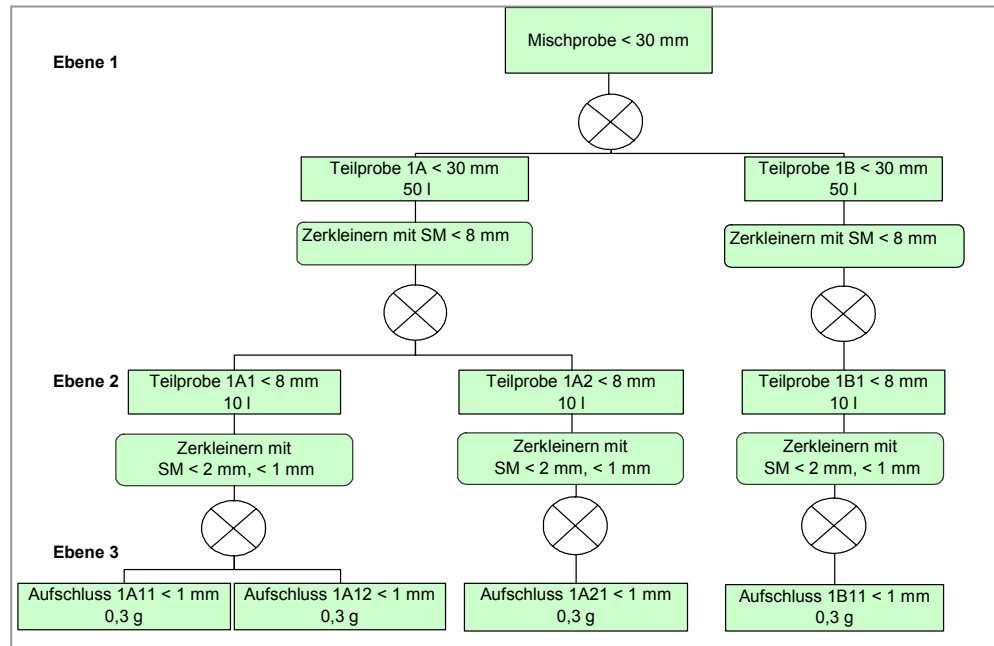 Ebene 1
Mischprobe < 30 mm
Teilprobe 1A < 30 mm
50 l
Teilprobe 1B < 30 mm
50 l
Zerkleinern mit SM < 8 mm
Zerkleinern mit SM < 8 mm
Ebene 2
Teilprobe 1A1 < 8 mm
10 l
Teilprobe 1A2 < 8 mm
10 l
Teilprobe 1B1 < 8 mm
10 l
Zerkleinern mit
SM < 2 mm, < 1 mm
Zerkleinern mit
SM < 2 mm, < 1 mm
Zerkleinern mit
SM < 2 mm, < 1 mm
Ebene 3
Aufschluss 1A11 < 1 mm
0,3 g
Aufschluss 1A12 < 1 mm
0,3 g
Aufschluss 1A21 < 1 mm
0,3 g
Aufschluss 1B11 < 1 mm
0,3 g